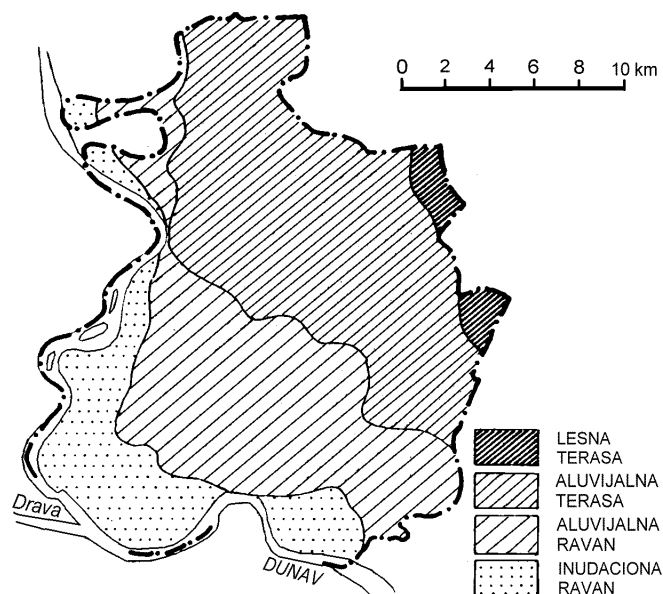 0 2 4 6 8 10 km
LESNA
TERASA
ALUVIJALNA
TERASA
ALUVIJALNA
RAVAN
INUDACIONA
RAVAN
Drava
DUNAV